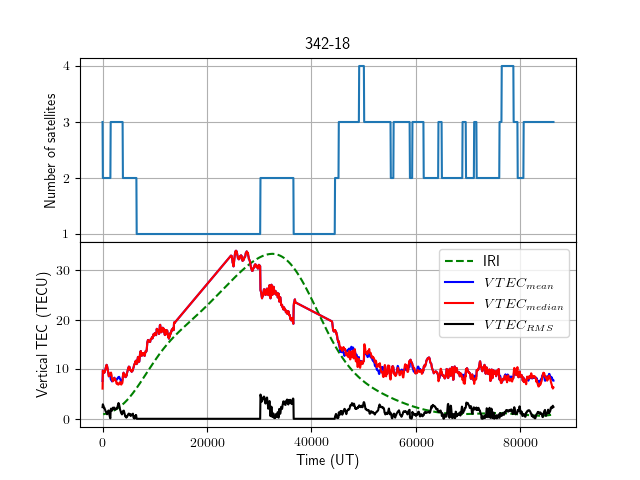 342-18
Number of satellites
4
3
2
1
Vertical TEC (TECU)
30
20
10
0
IRI
VTEC_mean
VTEC_median
VTEC_RMS
0 20000 40000 60000 80000
Time (UT)